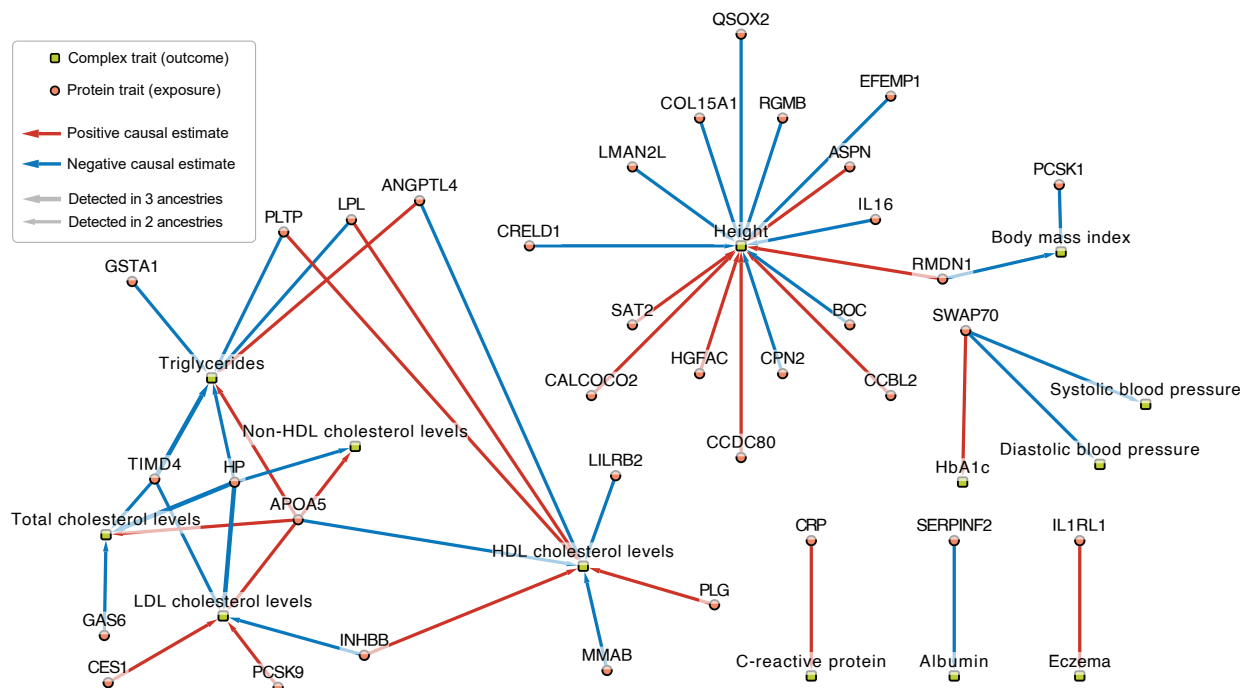 QSOX2
Complex trait (outcome)
Protein trait (exposure)
Positive causal estimate
Negative causal estimate
Detected in 3 ancestries
Detected in 2 ancestries
EFEMP1
COL15A1
RGMB
LMAN2L
ASPN
PCSK1
ANGPTL4
LPL
PLTP
IL16
CRELD1
Height
Body mass index
GSTA1
RMDN1
SAT2
BOC
SWAP70
Triglycerides
HGFAC
CPN2
CALCOCO2
CCBL2
Systolic blood pressure
Non-HDL cholesterol levels
CCDC80
Diastolic blood pressure
TIMD4
HP
LILRB2
HbA1c
APOA5
Total cholesterol levels
CRP
SERPINF2
IL1RL1
HDL cholesterol levels
LDL cholesterol levels
PLG
GAS6
INHBB
MMAB
CES1
PCSK9
C-reactive protein
Albumin
Eczema